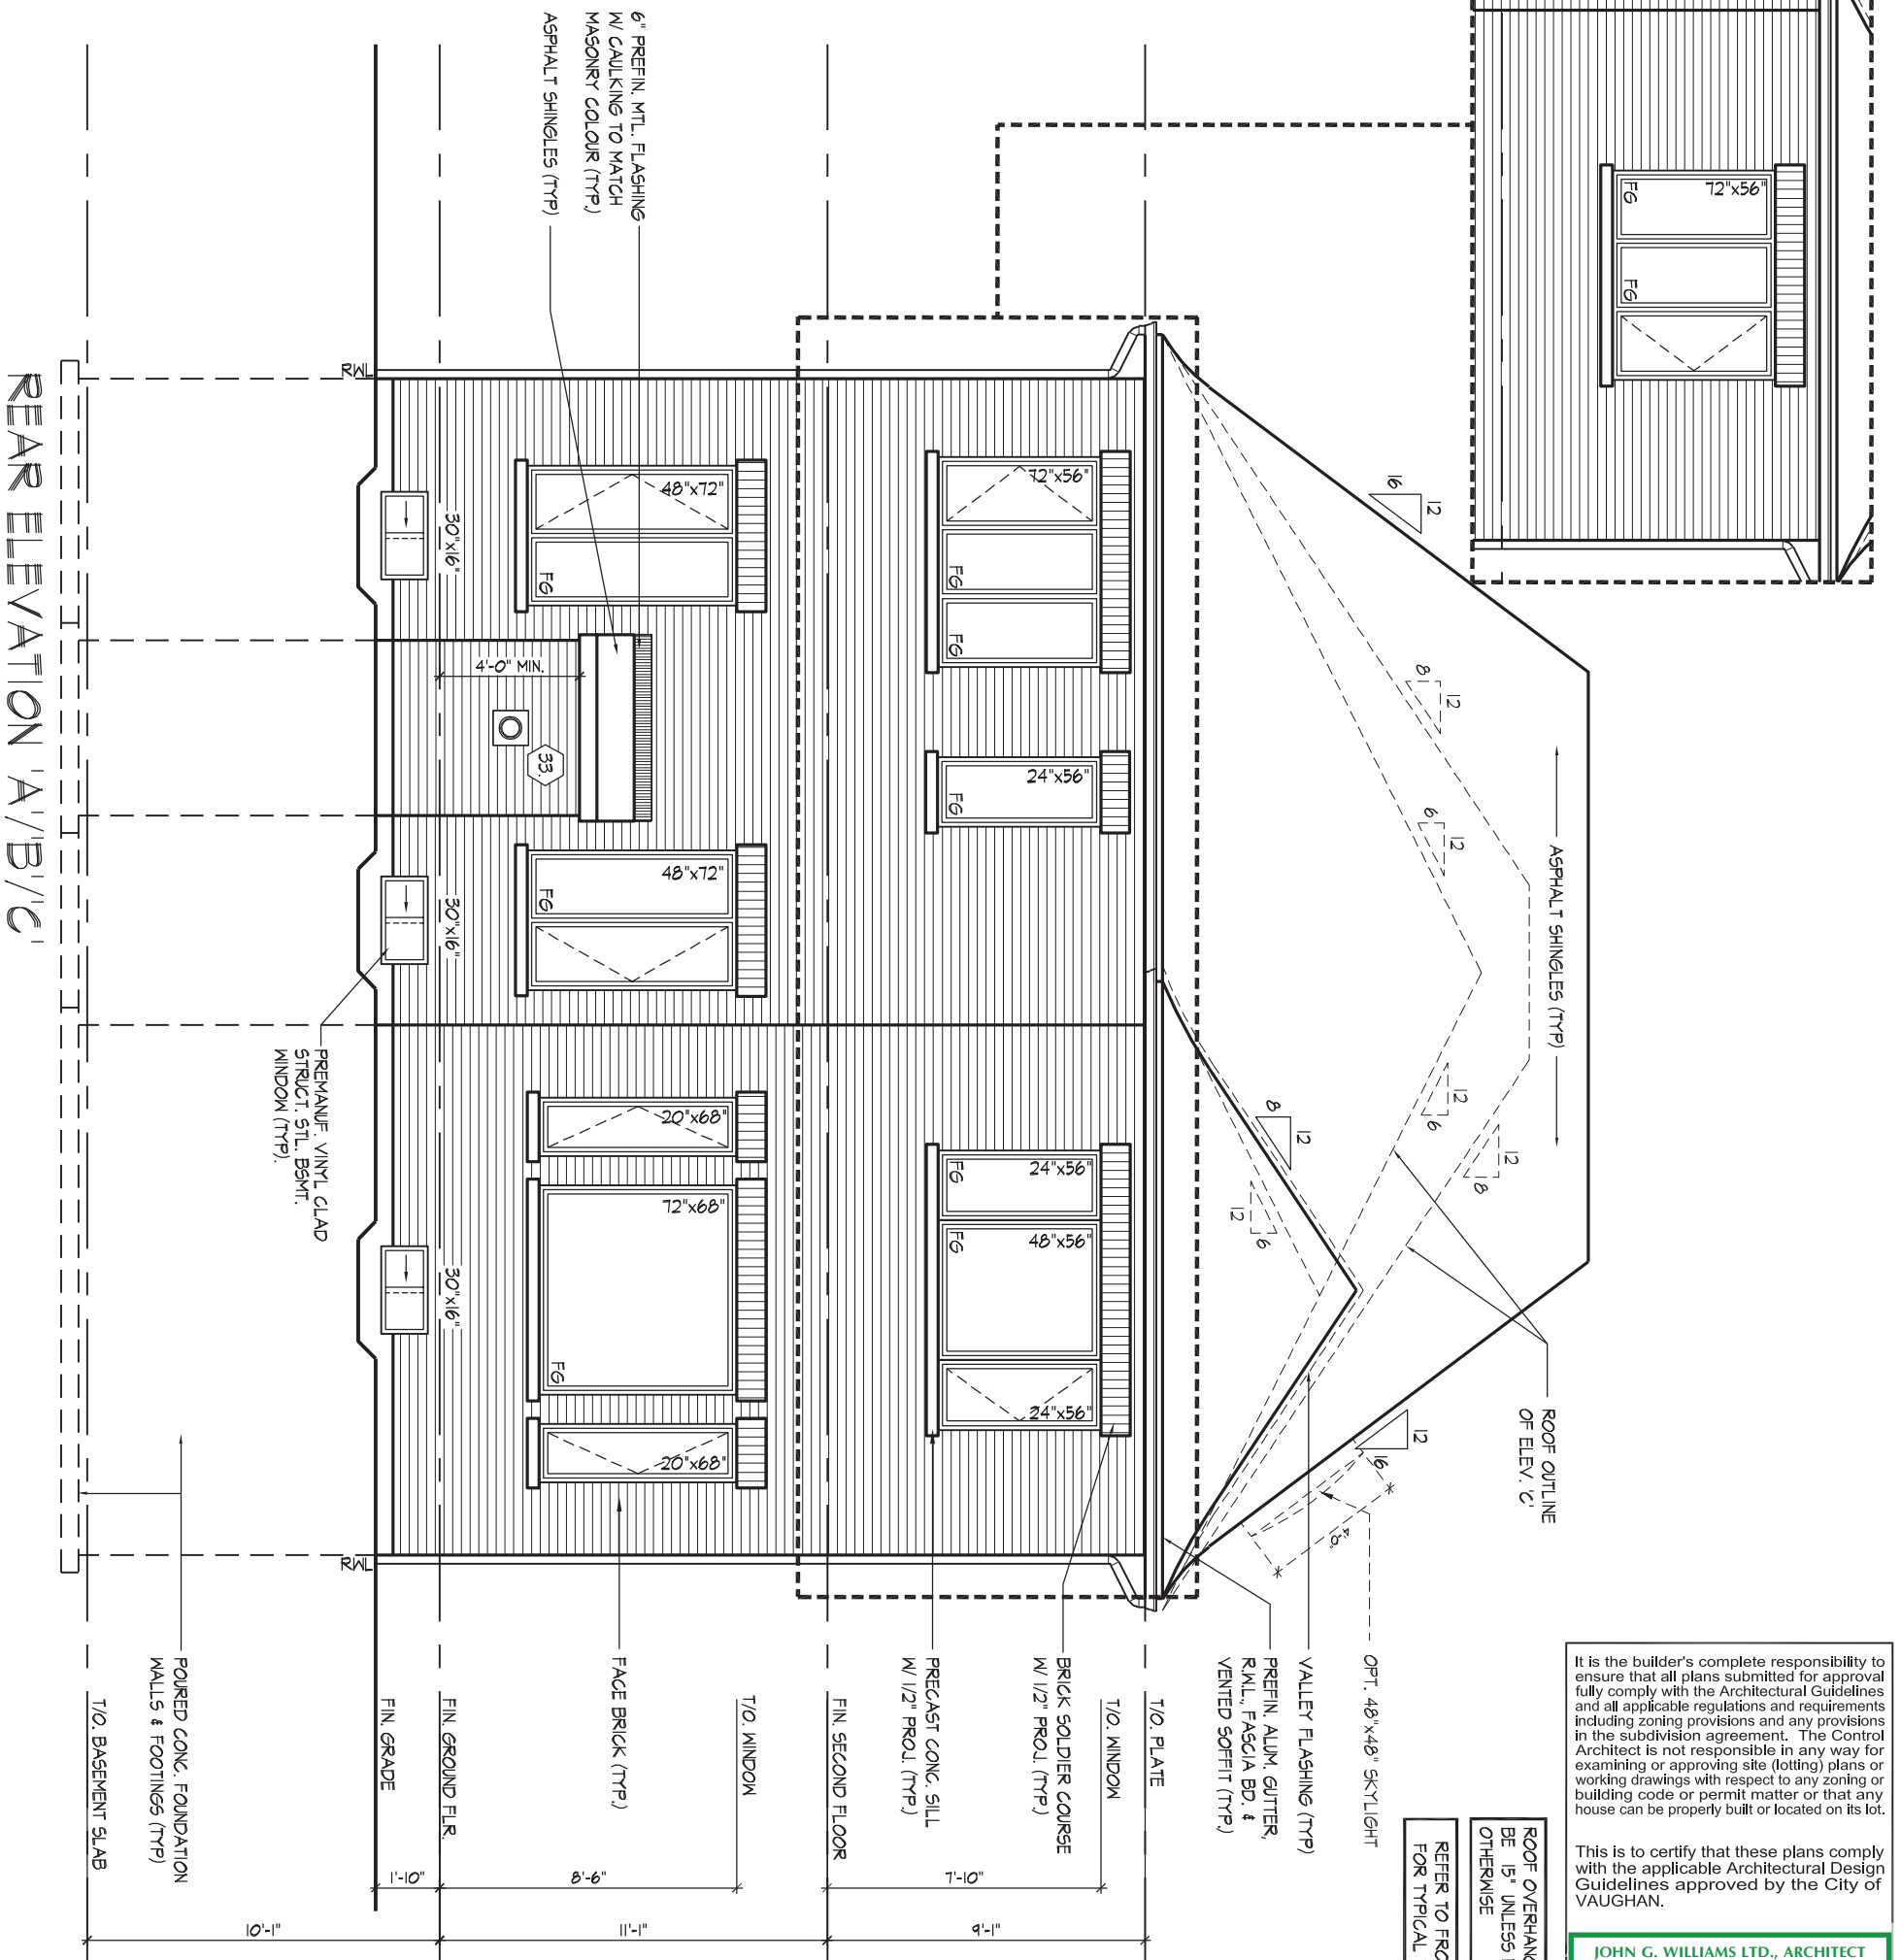 6" PREFIN. MTL. FLASHING
W/ CAULKING TO MATCH
MASONRY COLOUR (TYP.)
ASPHALT SHINGLES (TYP)
72"x56"
FG
FG
16
12
8
12
6
12
ASPHALT SHINGLES (TYP)
12
6
12
8
8
12
12
6
12
16
4'-0"
ROOF OUTLINE
OF ELEV. 'C'
OPT. 48"x48" SKYLIGHT
VALLEY FLASHING (TYP)
PREFIN. ALUM. GUTTER,
R.W.L., FASCIA BD. &
VENTED SOFFIT (TYP.)
T/O. PLATE
T/O. WINDOW
BRICK SOLDIER COURSE
W/ 1/2" PROJ. (TYP.)
PRECAST CONC. SILL
W/ 1/2" PROJ. (TYP.)
FIN. SECOND FLOOR
T/O. WINDOW
FACE BRICK (TYP.)
FIN. GROUND FLR.
FIN. GRADE
POURED CONC. FOUNDATION
WALLS & FOOTINGS (TYP)
T/O. BASEMENT SLAB
72"x56"
FG
FG
24"x56"
FG
24"x56"
FG
48"x56"
FG
24"x56"
48"x72"
FG
48"x72"
FG
20"x68"
72"x68"
FG
20"x68"
4'-0" MIN.
33.
30"x16"
30"x16"
30"x16"
RWL
RWL
PREMANUF. VINYL CLAD
STRUCT. STL. BSMT.
WINDOW (TYP).
7'-10"
8'-6"
1'-10"
9'-1"
11'-1"
10'-1"
REAR ELEVATION 'A'/'B'/'C'
It is the builder's complete responsibility to
ensure that all plans submitted for approval
fully comply with the Architectural Guidelines
and all applicable regulations and requirements
including zoning provisions and any provisions
in the subdivision agreement. The Control
Architect is not responsible in any way for
examining or approving site (lotting) plans or
working drawings with respect to any zoning or
building code or permit matter or that any
house can be properly built or located on its lot.
This is to certify that these plans comply
with the applicable Architectural Design
Guidelines approved by the City of
VAUGHAN.
JOHN G. WILLIAMS LTD., ARCHITECT
ROOF OVERHANG
BE 15" UNLESS
OTHERWISE
REFER TO FRO
FOR TYPICAL